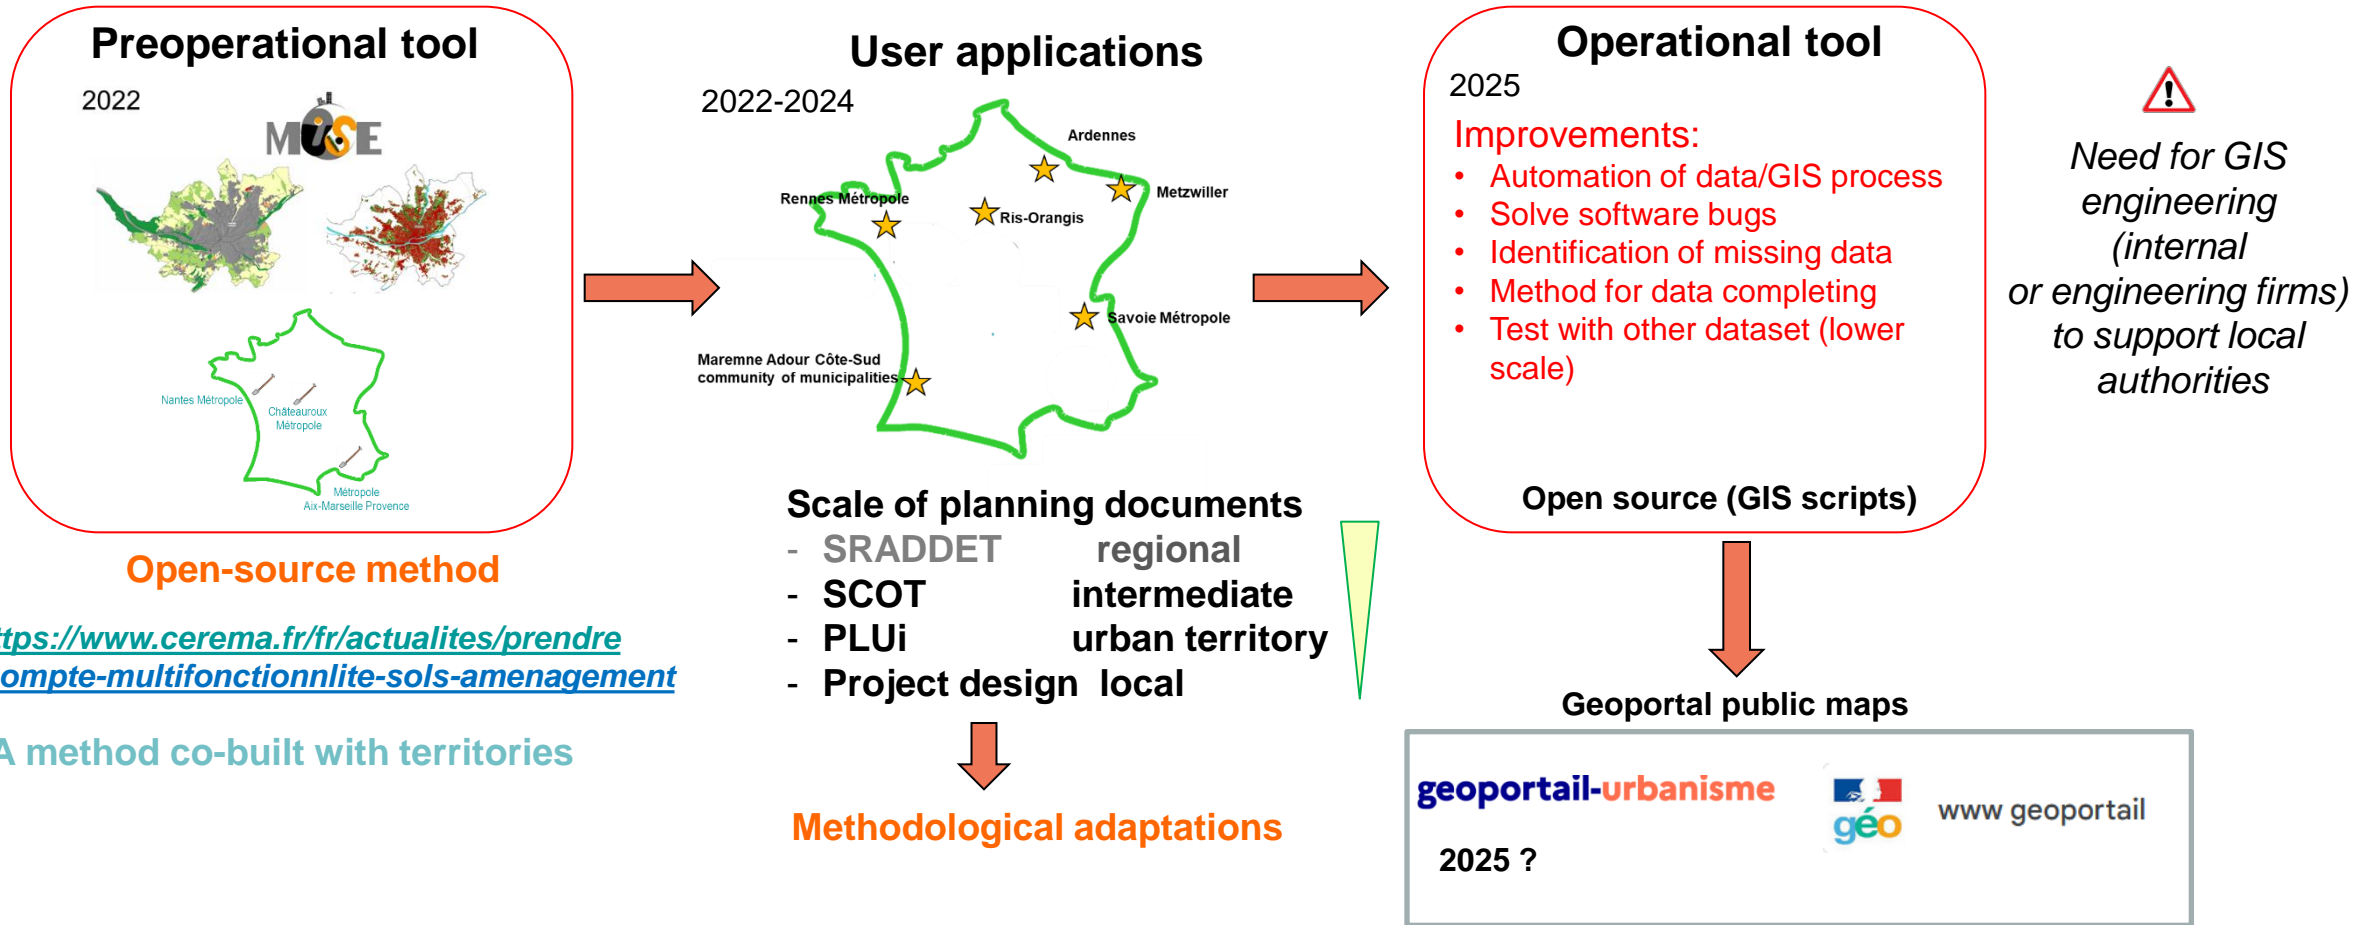 Preoperational tool
2022
MUSE
Nantes Métropole
Châteauroux
Métropole
Métropole
Aix-Marseille Provence
Open-source method
ttps://www.cerema.fr/fr/actualites/prendre
ompte-multifonctionnlite-sols-amenagement
A method co-built with territories
User applications
2022-2024
Ardennes
Metzwiller
Rennes Métropole
Ris-Orangis
Savoie Métropole
Maremne Adour Côte-Sud
community of municipalities
Scale of planning documents
- SRADDET regional
- SCOT intermediate
- PLUi urban territory
- Project design local
Methodological adaptations
Operational tool
2025
Improvements:
• Automation of data/GIS process
• Solve software bugs
• Identification of missing data
• Method for data completing
• Test with other dataset (lower
scale)
Open source (GIS scripts)
Geoportal public maps
geoportail-urbanisme
géo
www geoportail
2025 ?
Need for GIS
engineering
(internal
or engineering firms)
to support local
authorities